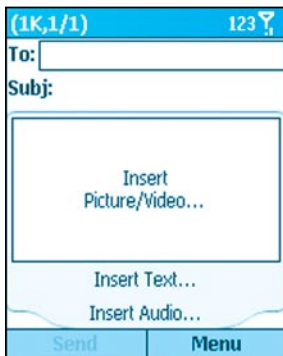 (1K,1/1) 123
To:
Subj:
Insert
Picture/Video...
Insert Text...
Insert Audio...
Send Menu